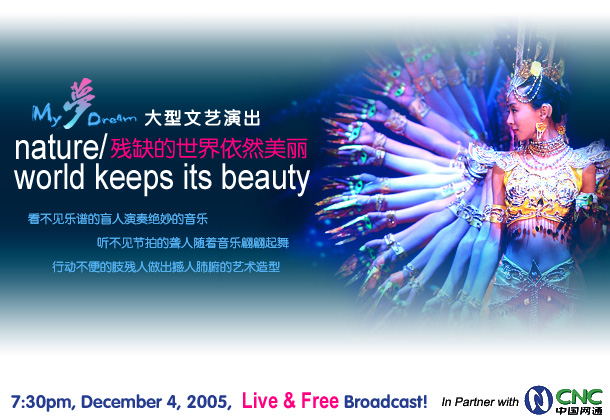 My 夢 Dream 大型文艺演出
nature/残缺的世界依然美丽
world keeps its beauty
看不见乐谱的盲人演奏绝妙的音乐
听不见节拍的聋人随着音乐翩翩起舞
行动不便的肢残人做出撼人肺腑的艺术造型
7:30pm, December 4, 2005, Live & Free Broadcast! In Partner with CNC
中国网通